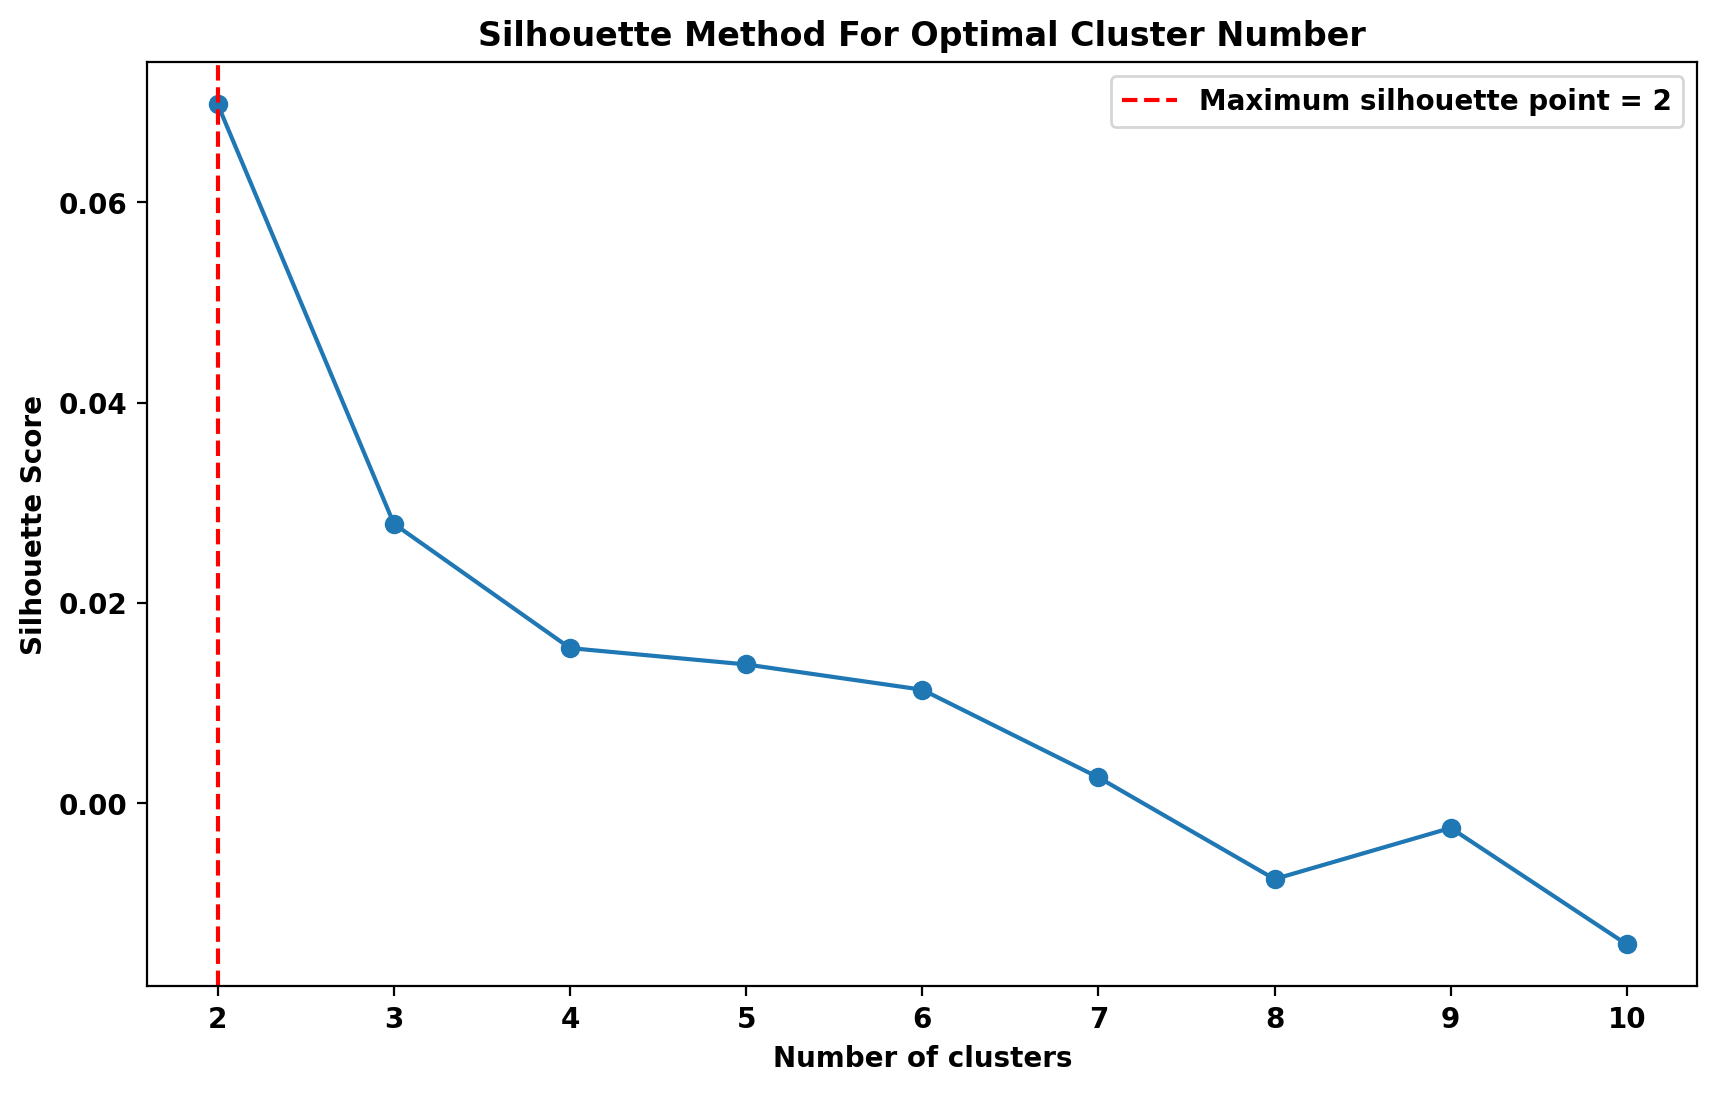 Silhouette Method For Optimal Cluster Number
Maximum silhouette point = 2
Silhouette Score
0.06
0.04
0.02
0.00
2 3 4 5 6 7 8 9 10
Number of clusters